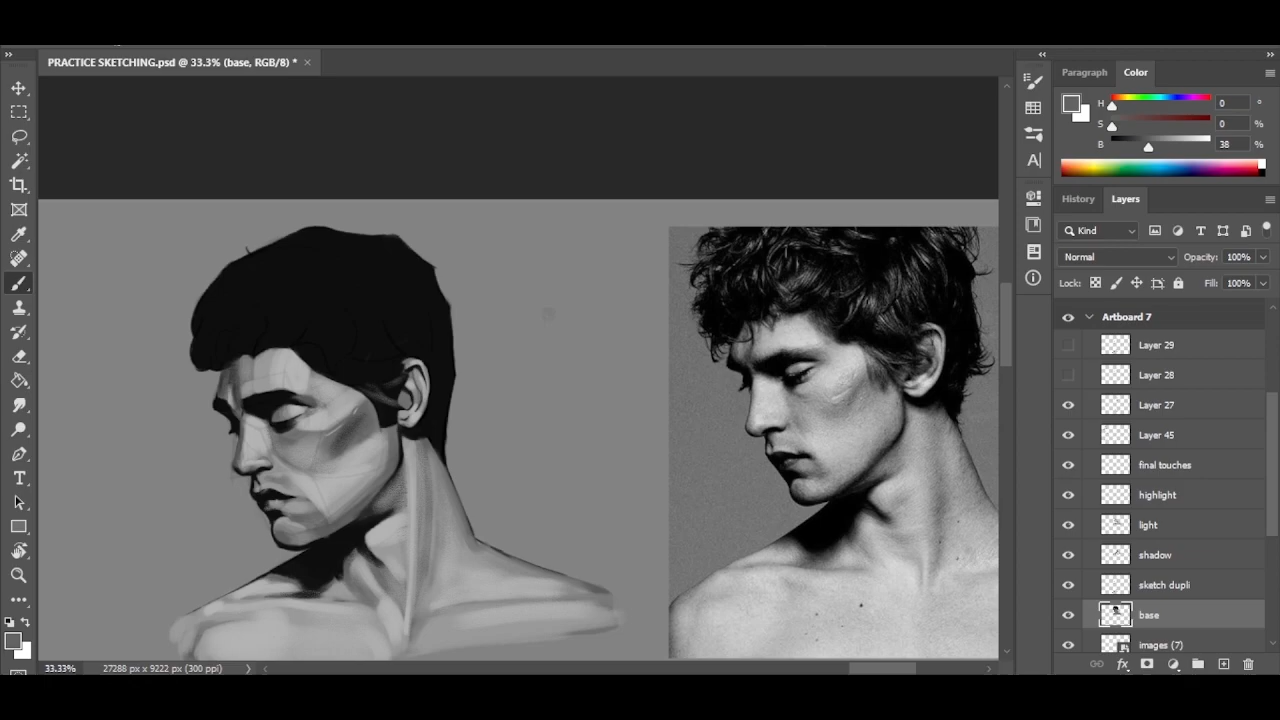 PRACTICE SKETCHING.psd @ 33.3% (base, RGB/8) *
Paragraph Color
H 0 °
S 0 %
B 38 %
History Layers
Kind
Normal Opacity: 100%
Lock: Fill: 100%
Artboard 7
Layer 29
Layer 28
Layer 27
Layer 45
final touches
highlight
light
shadow
sketch dupli
base
images (7)
33.33% 27288 px x 9222 px (300 ppi)